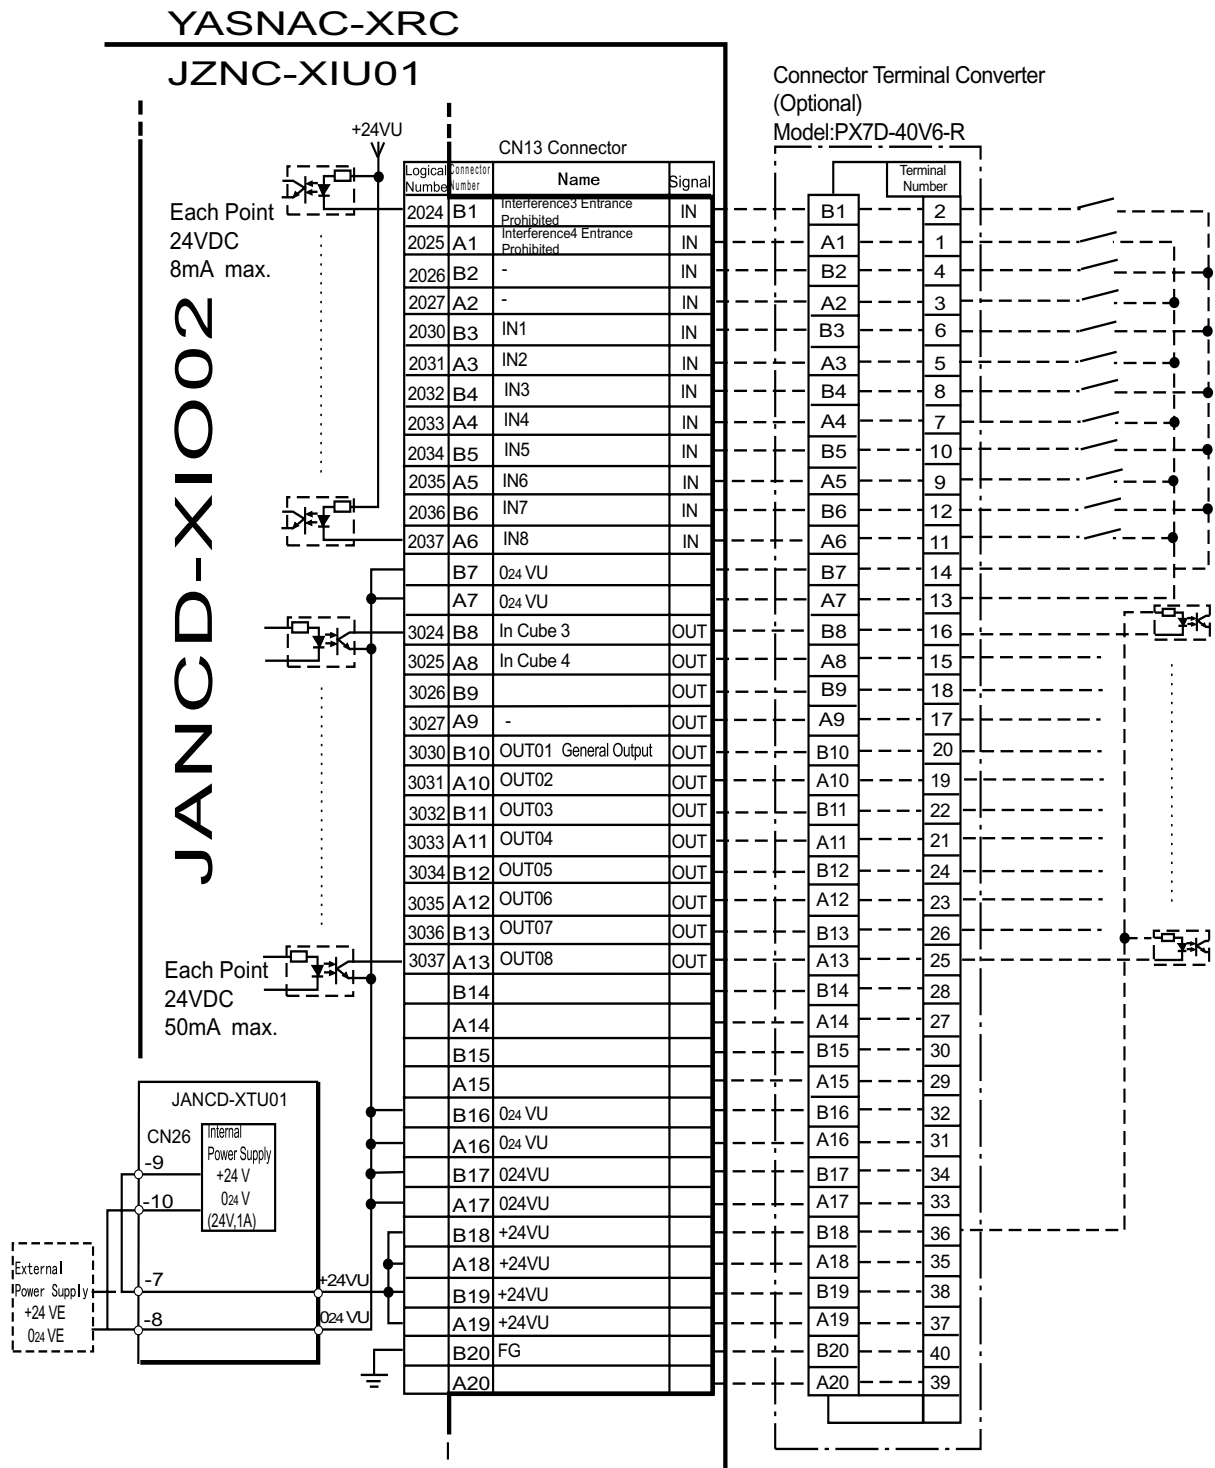 YASNAC-XRC
JZNC-XIU01
Connector Terminal Converter
(Optional)
Model:PX7D-40V6-R
+24VU
CN13 Connector
Logical Numbe Connector Number Name Signal
Terminal Number
Each Point
24VDC
8mA max.
JANCD-XIO02
2024 B1 Interference3 Entrance Prohibited IN B1 2
2025 A1 Interference4 Entrance Prohibited IN A1 1
2026 B2 - IN B2 4
2027 A2 - IN A2 3
2030 B3 IN1 IN B3 6
2031 A3 IN2 IN A3 5
2032 B4 IN3 IN B4 8
2033 A4 IN4 IN A4 7
2034 B5 IN5 IN B5 10
2035 A5 IN6 IN A5 9
2036 B6 IN7 IN B6 12
2037 A6 IN8 IN A6 11
B7 024 VU B7 14
A7 024 VU A7 13
3024 B8 In Cube 3 OUT B8 16
3025 A8 In Cube 4 OUT A8 15
3026 B9 OUT B9 18
3027 A9 - OUT A9 17
3030 B10 OUT01 General Output OUT B10 20
3031 A10 OUT02 OUT A10 19
3032 B11 OUT03 OUT B11 22
3033 A11 OUT04 OUT A11 21
3034 B12 OUT05 OUT B12 24
3035 A12 OUT06 OUT A12 23
3036 B13 OUT07 OUT B13 26
3037 A13 OUT08 OUT A13 25
Each Point
24VDC
50mA max.
B14 B14 28
A14 A14 27
B15 B15 30
A15 A15 29
B16 024 VU B16 32
A16 024 VU A16 31
B17 024VU B17 34
A17 024VU A17 33
B18 +24VU B18 36
A18 +24VU A18 35
B19 +24VU B19 38
A19 +24VU A19 37
B20 FG B20 40
A20 A20 39
JANCD-XTU01
CN26
Internal
Power Supply
+24 V
024 V
(24V,1A)
-9
-10
-7
-8
+24VU
024 VU
External
Power Supply
+24 VE
024 VE